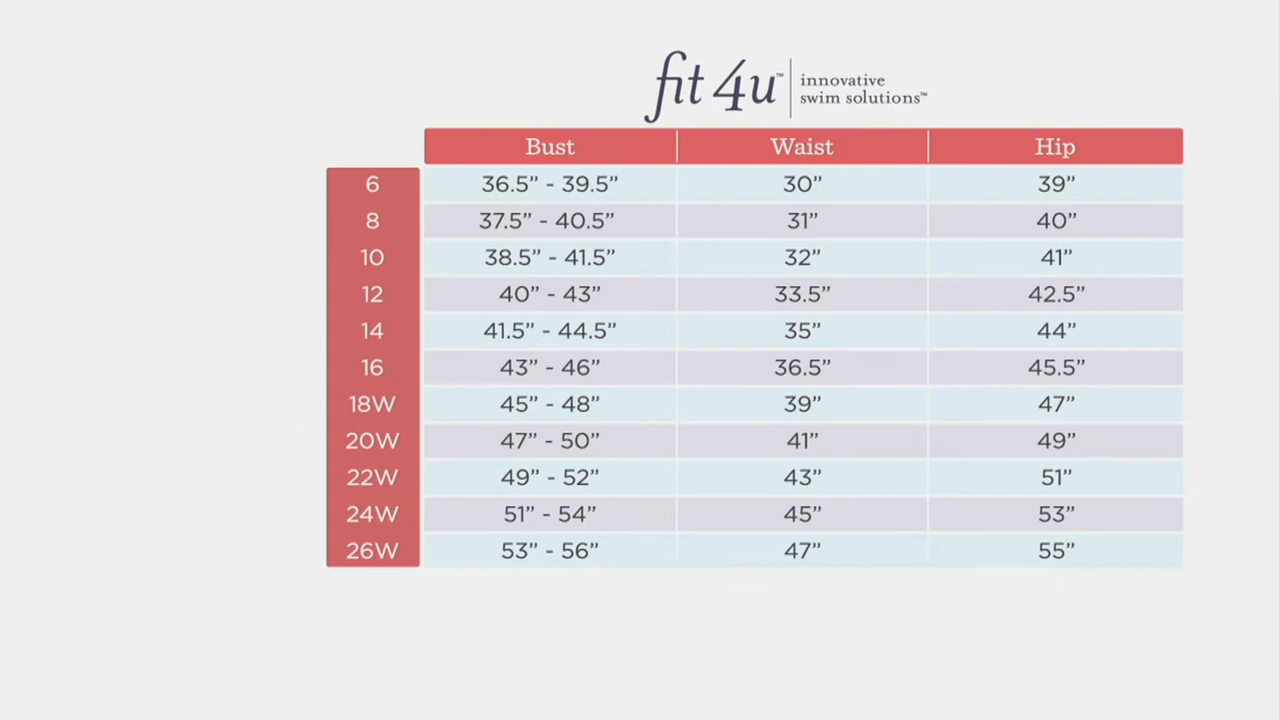 fit 4u™ innovative
swim solutions™
Bust Waist Hip
6 36.5” - 39.5” 30” 39”
8 37.5” - 40.5” 31” 40”
10 38.5” - 41.5” 32” 41”
12 40” - 43” 33.5” 42.5”
14 41.5” - 44.5” 35” 44”
16 43” - 46” 36.5” 45.5”
18W 45” - 48” 39” 47”
20W 47” - 50” 41” 49”
22W 49” - 52” 43” 51”
24W 51” - 54” 45” 53”
26W 53” - 56” 47” 55”